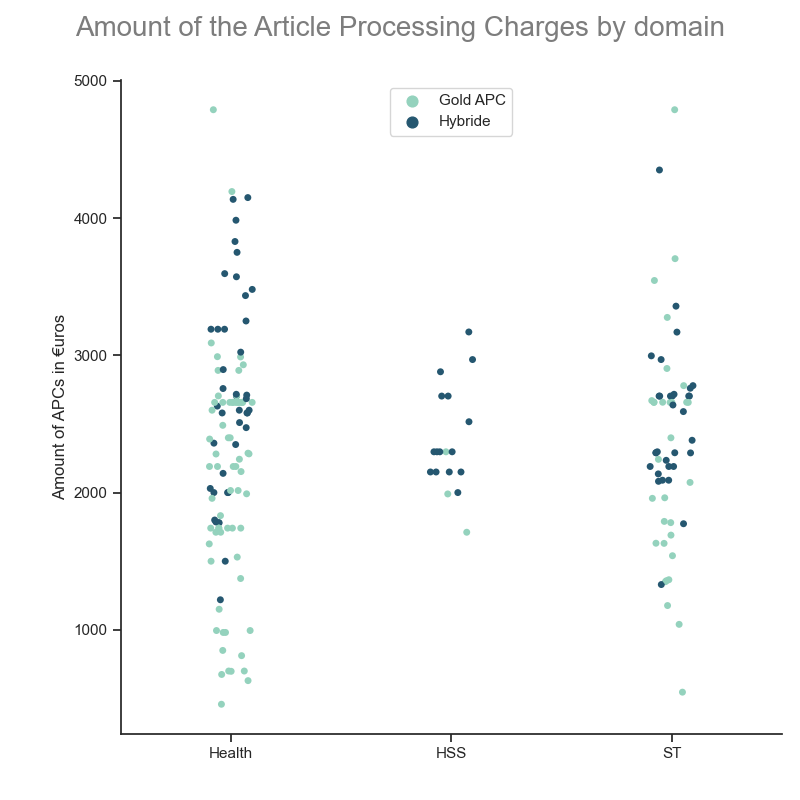 Amount of the Article Processing Charges by domain
Gold APC
Hybride
Amount of APCs in €uros
5000
4000
3000
2000
1000
Health
HSS
ST